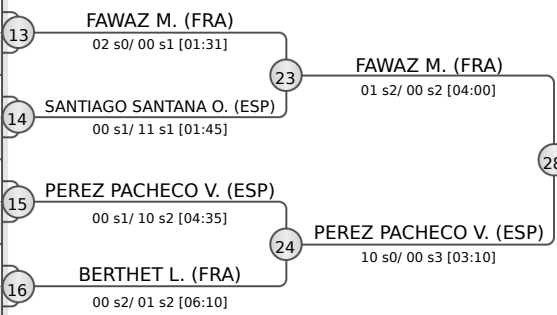 13
FAWAZ M. (FRA)
02 s0/ 00 s1 [01:31]
23
FAWAZ M. (FRA)
01 s2/ 00 s2 [04:00]
14
SANTIAGO SANTANA O. (ESP)
00 s1/ 11 s1 [01:45]
28
15
PEREZ PACHECO V. (ESP)
00 s1/ 10 s2 [04:35]
24
PEREZ PACHECO V. (ESP)
10 s0/ 00 s3 [03:10]
16
BERTHET L. (FRA)
00 s2/ 01 s2 [06:10]